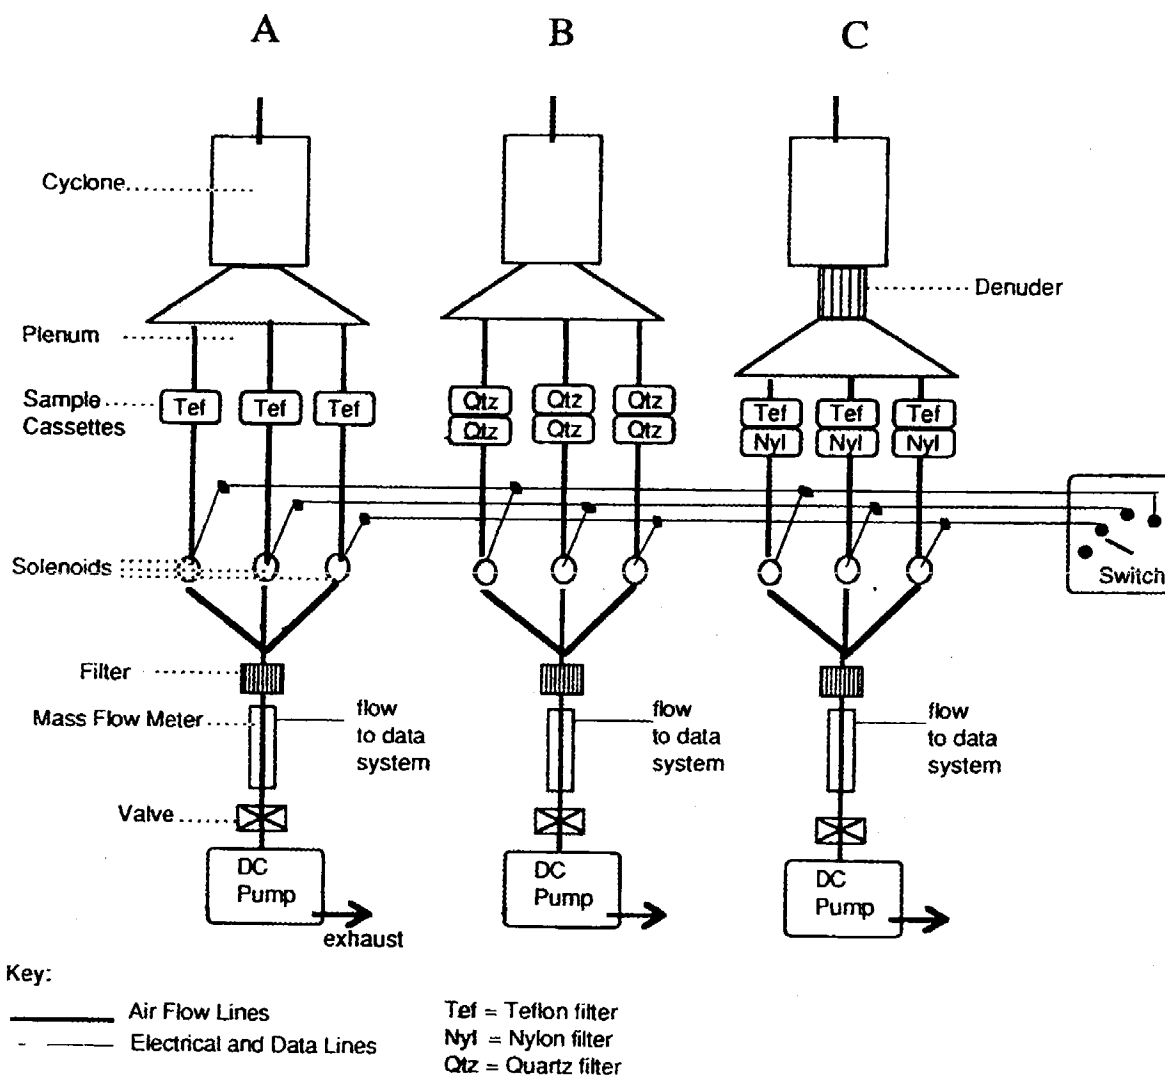 A B C
Cyclone
Denuder
Plenum
Sample
Cassettes
Tef Tef Tef
Qtz Qtz Qtz
Qtz Qtz Qtz
Tef Tef Tef
Nyl Nyl Nyl
Solenoids
Switch
Filter
Mass Flow Meter
flow
to data
system
flow
to data
system
flow
to data
system
Valve
DC
Pump
DC
Pump
DC
Pump
exhaust
Key:
Air Flow Lines
Electrical and Data Lines
Tef = Teflon filter
Nyl = Nylon filter
Qtz = Quartz filter